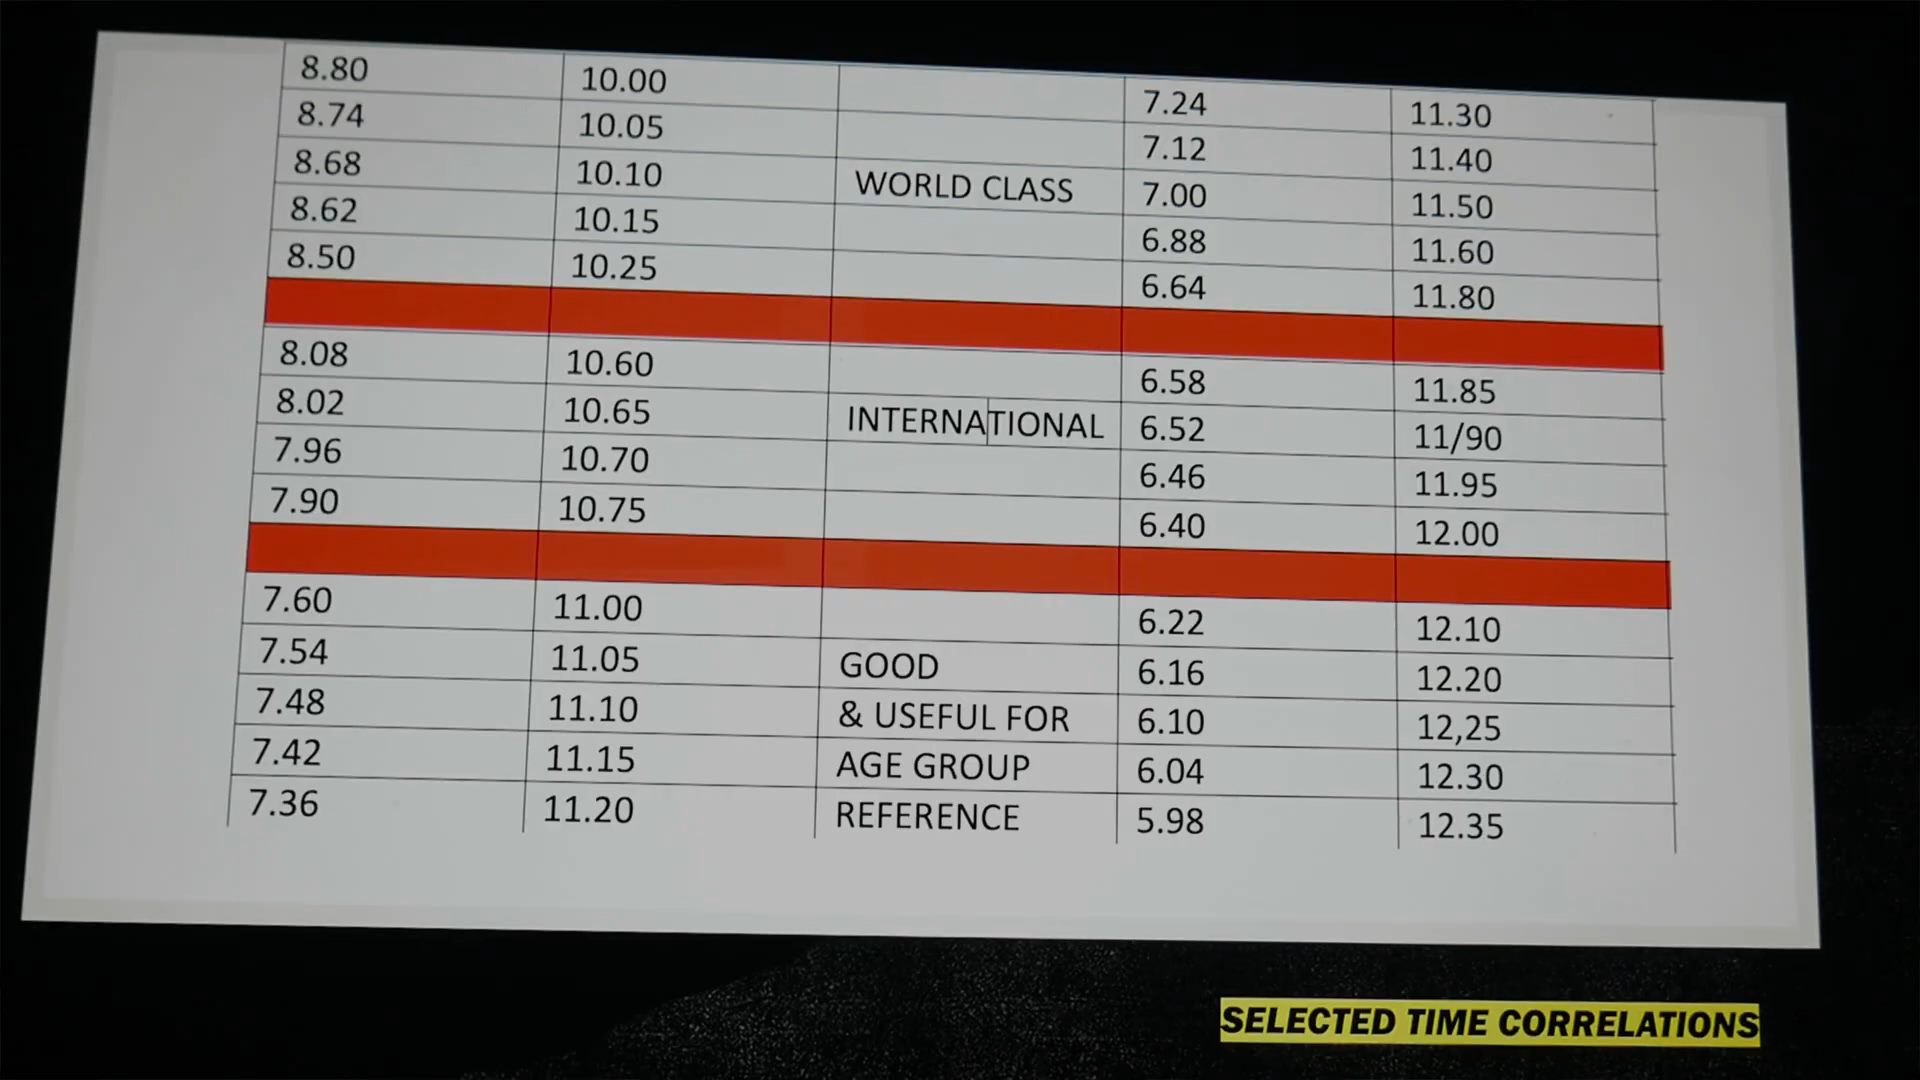 8.80 10.00 7.24 11.30
8.74 10.05 7.12 11.40
8.68 10.10 WORLD CLASS 7.00 11.50
8.62 10.15 6.88 11.60
8.50 10.25 6.64 11.80
8.08 10.60 6.58 11.85
8.02 10.65 INTERNATIONAL 6.52 11/90
7.96 10.70 6.46 11.95
7.90 10.75 6.40 12.00
7.60 11.00 6.22 12.10
7.54 11.05 GOOD 6.16 12.20
7.48 11.10 & USEFUL FOR 6.10 12,25
7.42 11.15 AGE GROUP 6.04 12.30
7.36 11.20 REFERENCE 5.98 12.35
SELECTED TIME CORRELATIONS